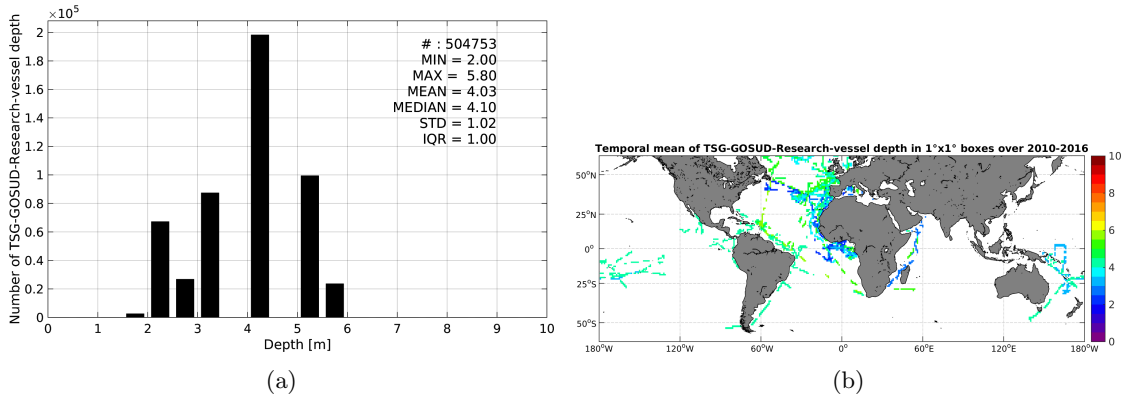 ×10⁵
Number of TSG-GOSUD-Research-vessel depth
2
1.8
1.6
1.4
1.2
1
0.8
0.6
0.4
0.2
0
# : 504753
MIN = 2.00
MAX = 5.80
MEAN = 4.03
MEDIAN = 4.10
STD = 1.02
IQR = 1.00
0 1 2 3 4 5 6 7 8 9 10
Depth [m]
(a)
Temporal mean of TSG-GOSUD-Research-vessel depth in 1°x1° boxes over 2010-2016
50°N
25°N
0°
25°S
50°S
180°W 120°W 60°W 0° 60°E 120°E 180°W
10
8
6
4
2
0
(b)